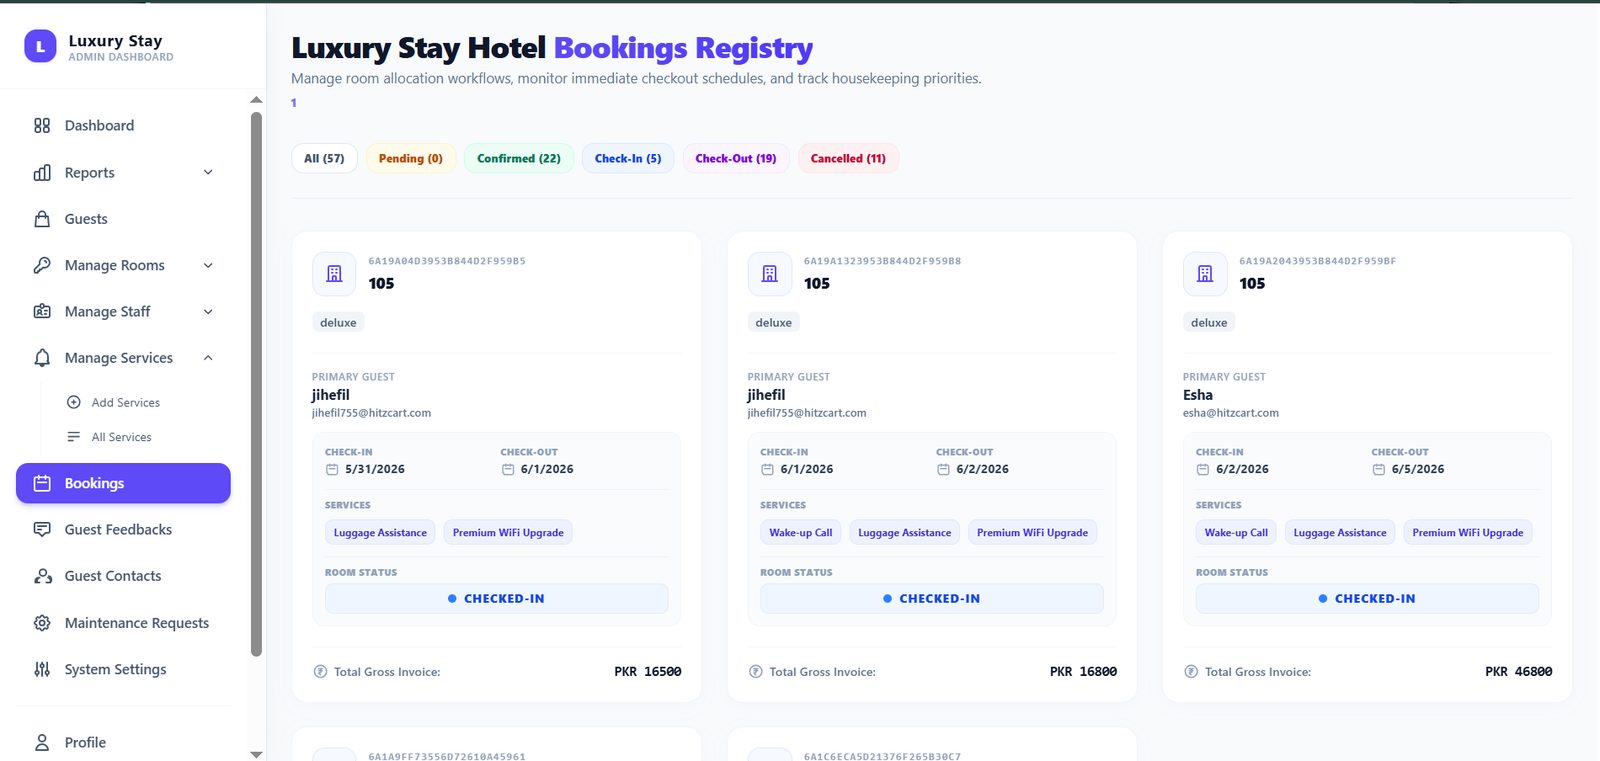 L
Luxury Stay
ADMIN DASHBOARD
Dashboard
Reports
Guests
Manage Rooms
Manage Staff
Manage Services
Add Services
All Services
Bookings
Guest Feedbacks
Guest Contacts
Maintenance Requests
System Settings
Profile
Luxury Stay Hotel Bookings Registry
Manage room allocation workflows, monitor immediate checkout schedules, and track housekeeping priorities.
1
All (57) Pending (0) Confirmed (22) Check-In (5) Check-Out (19) Cancelled (11)
6A19A04D3953B844D2F959B5
105
deluxe
PRIMARY GUEST
jihefil
jihefil755@hitzcart.com
CHECK-IN CHECK-OUT
5/31/2026 6/1/2026
SERVICES
Luggage Assistance Premium WiFi Upgrade
ROOM STATUS
CHECKED-IN
Total Gross Invoice: PKR 16500
6A19A1323953B844D2F959B8
105
deluxe
PRIMARY GUEST
jihefil
jihefil755@hitzcart.com
CHECK-IN CHECK-OUT
6/1/2026 6/2/2026
SERVICES
Wake-up Call Luggage Assistance Premium WiFi Upgrade
ROOM STATUS
CHECKED-IN
Total Gross Invoice: PKR 16800
6A19A2043953B844D2F959BF
105
deluxe
PRIMARY GUEST
Esha
esha@hitzcart.com
CHECK-IN CHECK-OUT
6/2/2026 6/5/2026
SERVICES
Wake-up Call Luggage Assistance Premium WiFi Upgrade
ROOM STATUS
CHECKED-IN
Total Gross Invoice: PKR 46800
6A1A9FF73556D72610A45961
6A1C6ECA5D21376F265B30C7